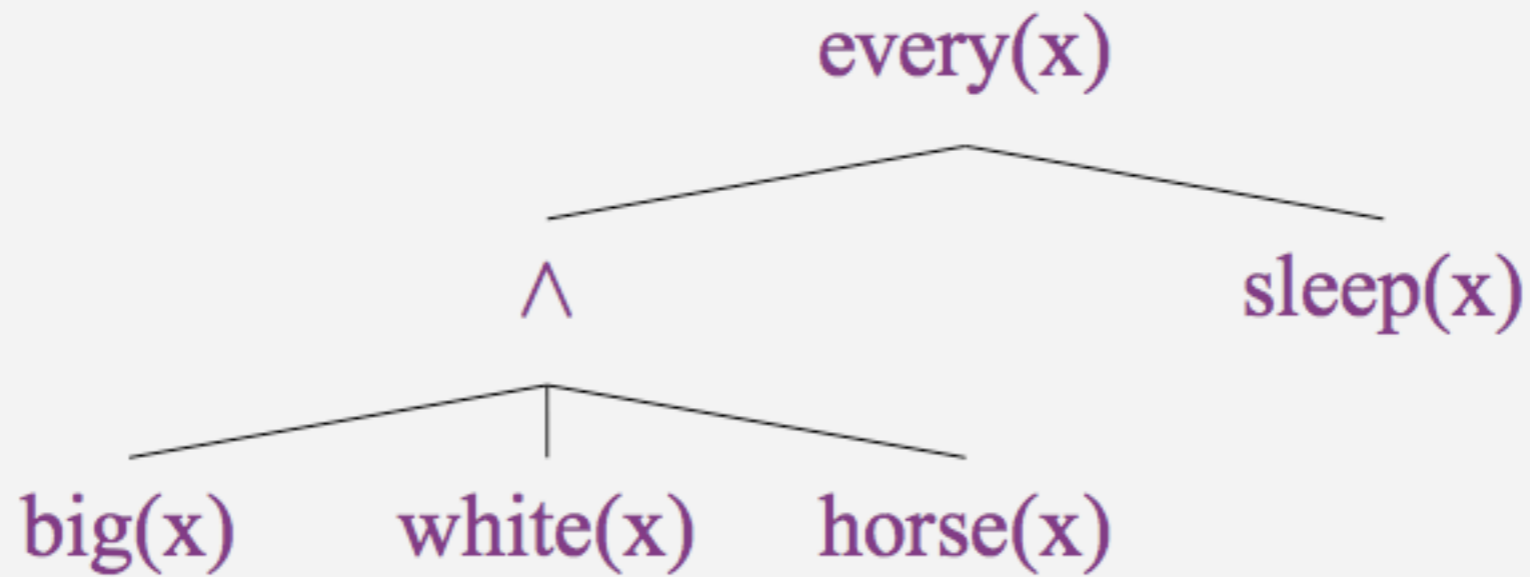 every(x)
∧ sleep(x)
big(x) white(x) horse(x)